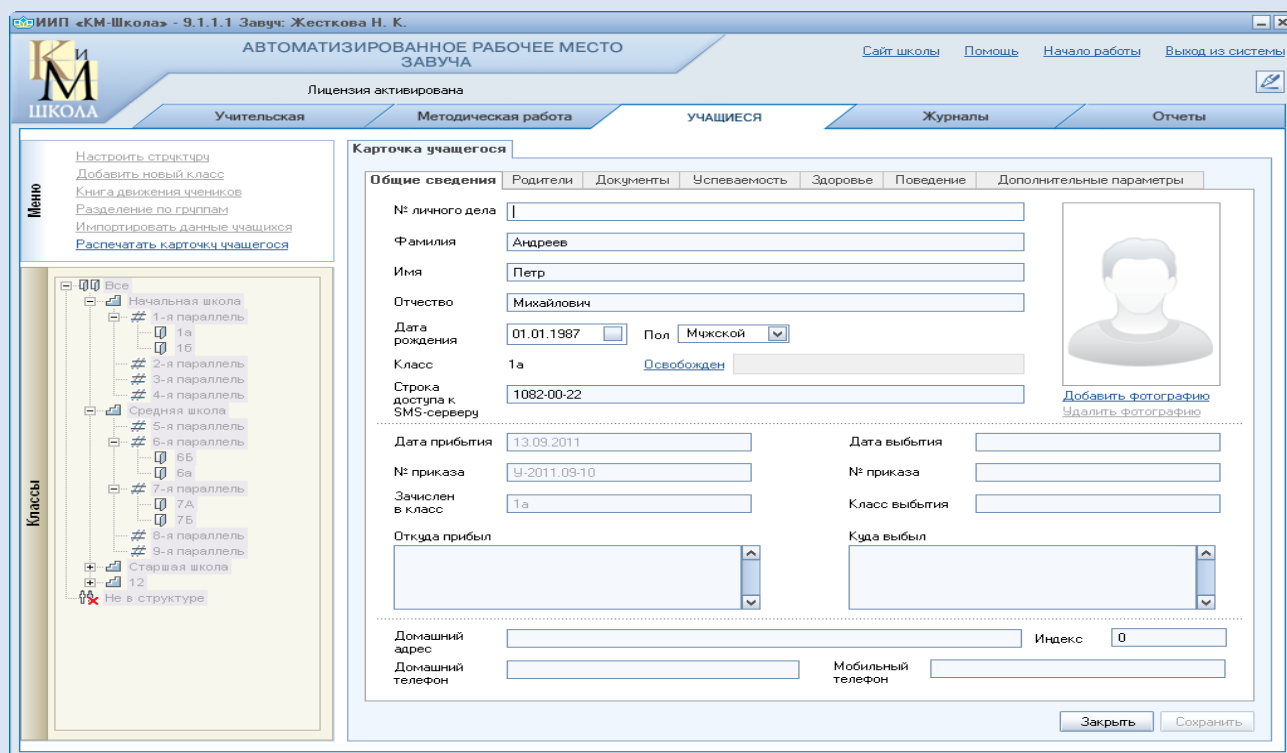 ИИП «КМ-Школа» - 9.1.1.1 Завуч: Жесткова Н. К.
КиМ
ШКОЛА
АВТОМАТИЗИРОВАННОЕ РАБОЧЕЕ МЕСТО
ЗАВУЧА
Сайт школы Помощь Начало работы Выход из системы
Лицензия активирована
Учительская Методическая работа УЧАЩИЕСЯ Журналы Отчеты
Меню
Настроить структуру
Добавить новый класс
Книга движения учеников
Разделение по группам
Импортировать данные учащихся
Распечатать карточку учащегося
Классы
Все
Начальная школа
1-я параллель
1а
1б
2-я параллель
3-я параллель
4-я параллель
Средняя школа
5-я параллель
6-я параллель
6Б
6а
7-я параллель
7А
7Б
8-я параллель
9-я параллель
Старшая школа
12
Не в структуре
Карточка учащегося
Общие сведения Родители Документы Успеваемость Здоровье Поведение Дополнительные параметры
№ личного дела
Фамилия Андреев
Имя Петр
Отчество Михайлович
Дата
рождения 01.01.1987 Пол Мужской
Класс 1а Освобожден
Строка
доступа к
SMS-серверу 1082-00-22
Добавить фотографию
Удалить фотографию
Дата прибытия 13.09.2011 Дата выбытия
№ приказа У-2011.09-10 № приказа
Зачислен
в класс 1а Класс выбытия
Откуда прибыл Куда выбыл
Домашний
адрес Индекс 0
Домашний
телефон
Мобильный
телефон
Закрыть Сохранить